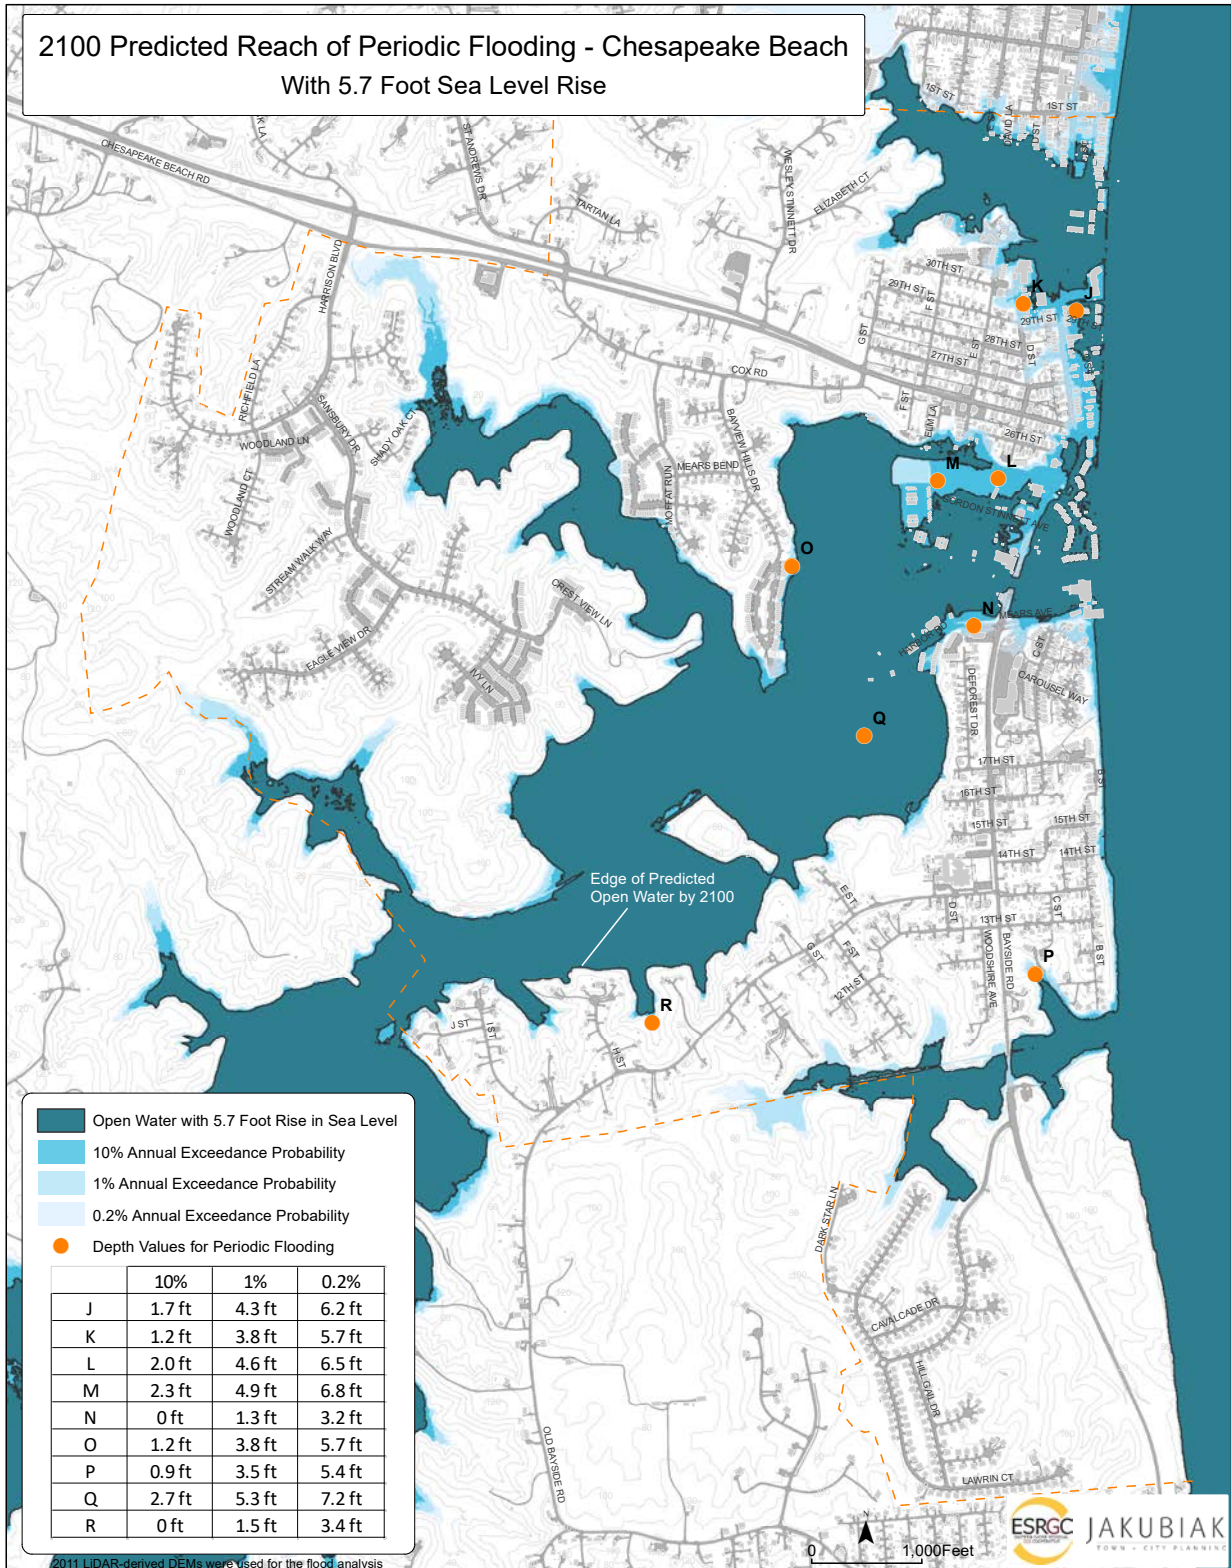 2100 Predicted Reach of Periodic Flooding - Chesapeake Beach
With 5.7 Foot Sea Level Rise
1ST ST
1ST ST
DAVID LA
D ST
K LA
ST ANDREWS DR
CHESAPEAKE BEACH RD
TARTAN LA
WESLEY STINNETT DR
ELIZABETH CT
HARRISON BLVD
30TH ST
29TH ST
F ST
K
J
29TH ST
29TH ST
G ST
E ST
28TH ST
D ST
27TH ST
RICHFIELD LA
COX RD
BAYVIEW HILLS DR
F ST
ELM LA
26TH ST
SANSBURY DR
SHADY OAK CT
WOODLAND LN
WOODLAND CT
MEARS BEND
MOFFAT RUN
M
L
GORDON STINNETT AVE
STREAM WALK WAY
O
CREST VIEW LN
N
MEARS AVE
HARBOR RD
C ST
EAGLE VIEW DR
IVY LN
DEFOREST DR
CAROUSEL WAY
Q
17TH ST
B ST
16TH ST
15TH ST
15TH ST
14TH ST
14TH ST
Edge of Predicted
Open Water by 2100
E ST
D ST
C ST
13TH ST
G ST
F ST
12TH ST
WOODSHIRE AVE
BAYSIDE RD
B ST
P
R
J ST
I ST
H ST
Open Water with 5.7 Foot Rise in Sea Level
10% Annual Exceedance Probability
1% Annual Exceedance Probability
0.2% Annual Exceedance Probability
Depth Values for Periodic Flooding
10% 1% 0.2%
J 1.7 ft 4.3 ft 6.2 ft
K 1.2 ft 3.8 ft 5.7 ft
L 2.0 ft 4.6 ft 6.5 ft
M 2.3 ft 4.9 ft 6.8 ft
N 0 ft 1.3 ft 3.2 ft
O 1.2 ft 3.8 ft 5.7 ft
P 0.9 ft 3.5 ft 5.4 ft
Q 2.7 ft 5.3 ft 7.2 ft
R 0 ft 1.5 ft 3.4 ft
2011 LiDAR-derived DEMs were used for the flood analysis
DARK STAR LN
CAVALCADE DR
HILL GAIL DR
LAWRIN CT
OLD BAYSIDE RD
N
0 1,000 Feet
ESRGC
JAKUBIAK
TOWN + CITY PLANNING